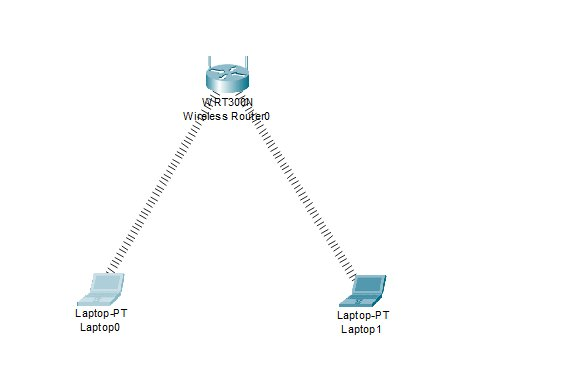 WRT300N
Wireless Router0
Laptop-PT
Laptop0
Laptop-PT
Laptop1